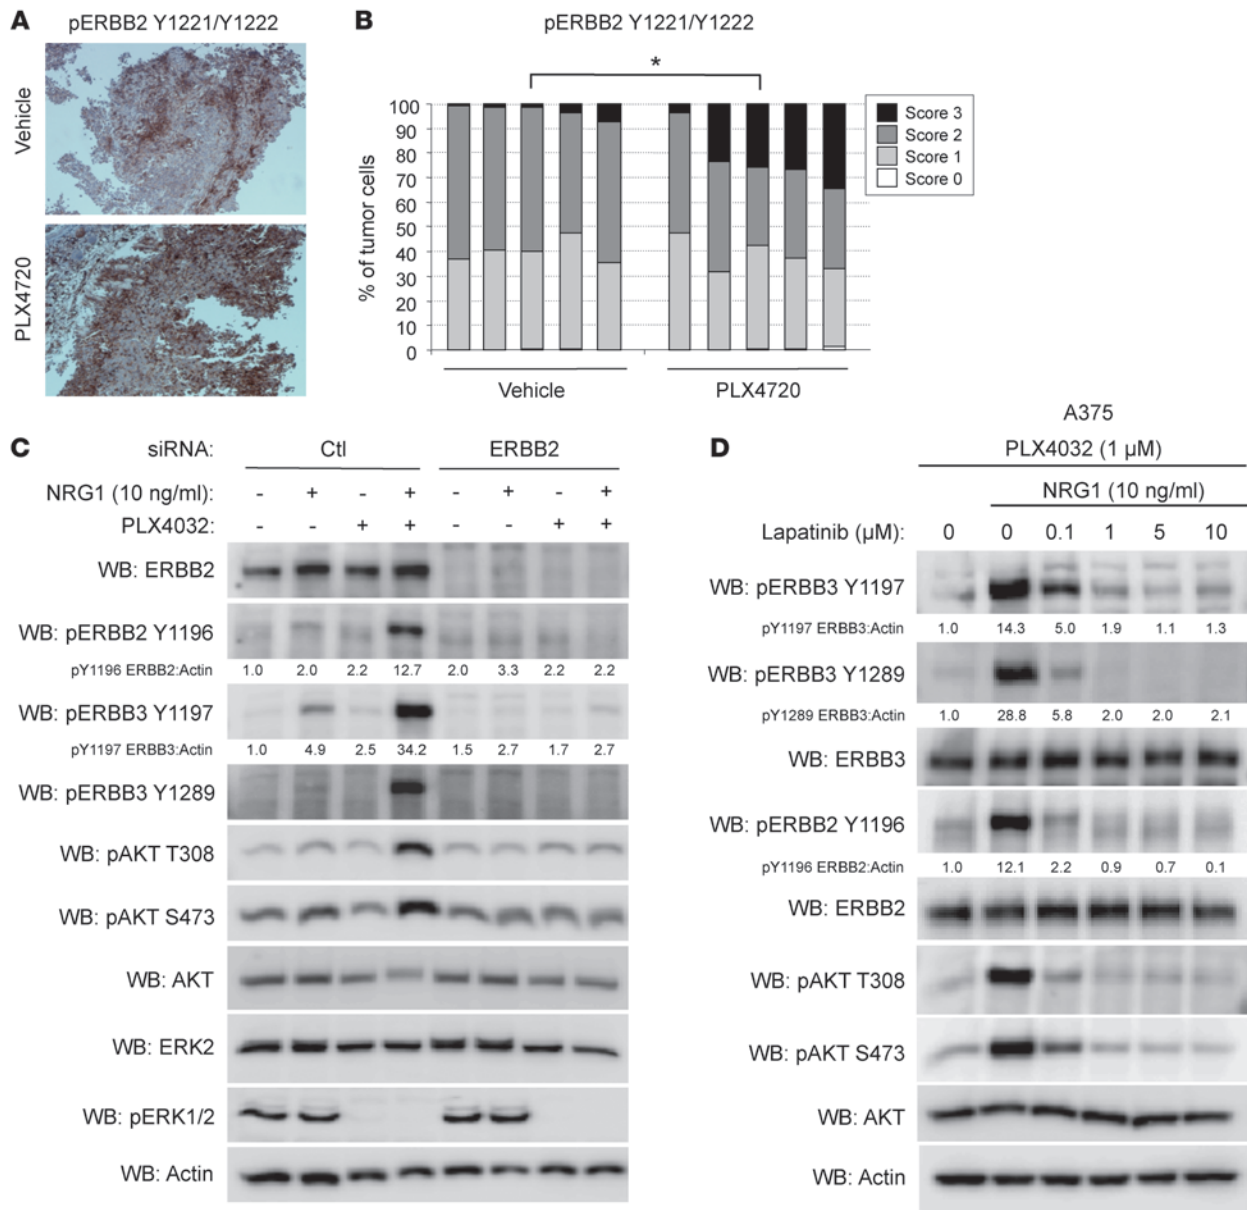 A
pERBB2 Y1221/Y1222
Vehicle
PLX4720
B
pERBB2 Y1221/Y1222
*
% of tumor cells
100
90
80
70
60
50
40
30
20
10
0
Score 3
Score 2
Score 1
Score 0
Vehicle
PLX4720
C
siRNA: Ctl ERBB2
NRG1 (10 ng/ml): - + - + - + - +
PLX4032: - - + + - - + +
WB: ERBB2
WB: pERBB2 Y1196
pY1196 ERBB2:Actin 1.0 2.0 2.2 12.7 2.0 3.3 2.2 2.2
WB: pERBB3 Y1197
pY1197 ERBB3:Actin 1.0 4.9 2.5 34.2 1.5 2.7 1.7 2.7
WB: pERBB3 Y1289
WB: pAKT T308
WB: pAKT S473
WB: AKT
WB: ERK2
WB: pERK1/2
WB: Actin
D
A375
PLX4032 (1 μM)
NRG1 (10 ng/ml)
Lapatinib (μM): 0 0 0.1 1 5 10
WB: pERBB3 Y1197
pY1197 ERBB3:Actin 1.0 14.3 5.0 1.9 1.1 1.3
WB: pERBB3 Y1289
pY1289 ERBB3:Actin 1.0 28.8 5.8 2.0 2.0 2.1
WB: ERBB3
WB: pERBB2 Y1196
pY1196 ERBB2:Actin 1.0 12.1 2.2 0.9 0.7 0.1
WB: ERBB2
WB: pAKT T308
WB: pAKT S473
WB: AKT
WB: Actin